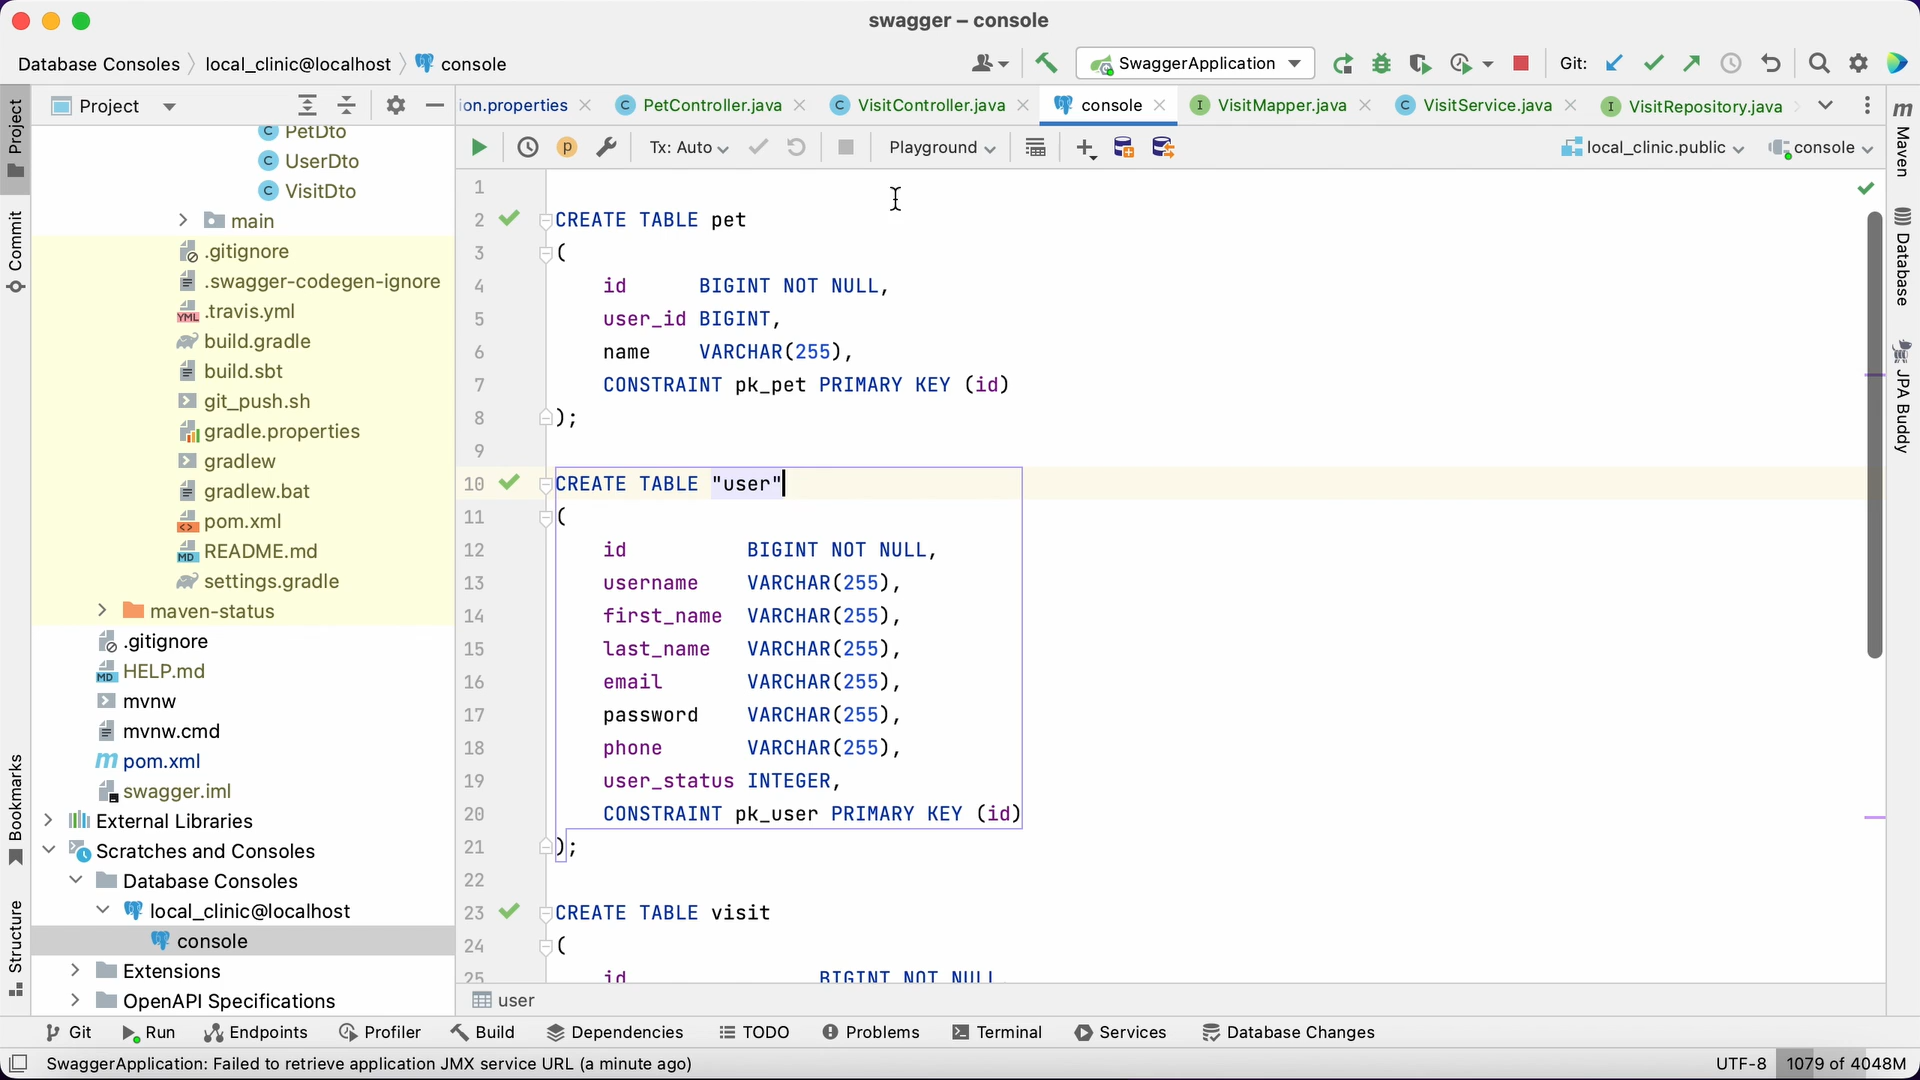 swagger – console
Database Consoles
local_clinic@localhost
console
SwaggerApplication
Git:
Project
ion.properties
PetController.java
VisitController.java
console
VisitMapper.java
VisitService.java
VisitRepository.java
Tx: Auto
Playground
local_clinic.public
console
Project
Commit
Bookmarks
Structure
PetDto
UserDto
VisitDto
main
.gitignore
.swagger-codegen-ignore
.travis.yml
build.gradle
build.sbt
git_push.sh
gradle.properties
gradlew
gradlew.bat
pom.xml
README.md
settings.gradle
maven-status
.gitignore
HELP.md
mvnw
mvnw.cmd
pom.xml
swagger.iml
External Libraries
Scratches and Consoles
Database Consoles
local_clinic@localhost
console
Extensions
OpenAPI Specifications
1
2 CREATE TABLE pet
3 (
4 id BIGINT NOT NULL,
5 user_id BIGINT,
6 name VARCHAR(255),
7 CONSTRAINT pk_pet PRIMARY KEY (id)
8 );
9
10 CREATE TABLE "user"
11 (
12 id BIGINT NOT NULL,
13 username VARCHAR(255),
14 first_name VARCHAR(255),
15 last_name VARCHAR(255),
16 email VARCHAR(255),
17 password VARCHAR(255),
18 phone VARCHAR(255),
19 user_status INTEGER,
20 CONSTRAINT pk_user PRIMARY KEY (id)
21 );
22
23 CREATE TABLE visit
24 (
25 id BIGINT NOT NULL
user
Maven
Database
JPA Buddy
Git
Run
Endpoints
Profiler
Build
Dependencies
TODO
Problems
Terminal
Services
Database Changes
SwaggerApplication: Failed to retrieve application JMX service URL (a minute ago)
UTF-8
1079 of 4048M